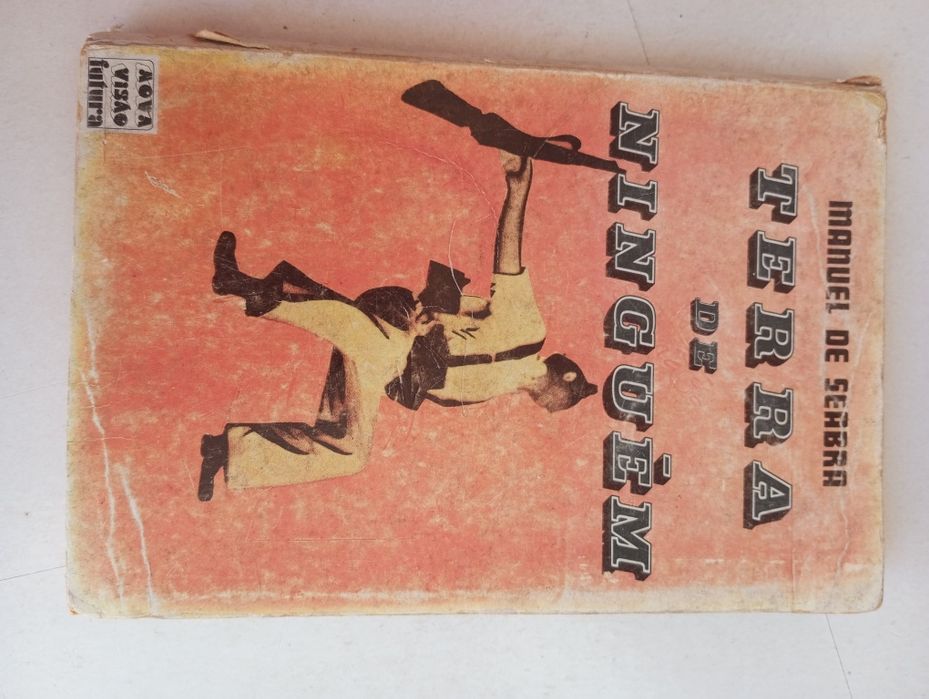 MANUEL DE SEABRA
TERRA
DE
NINGUÉM
NOVA
VISÃO
futura